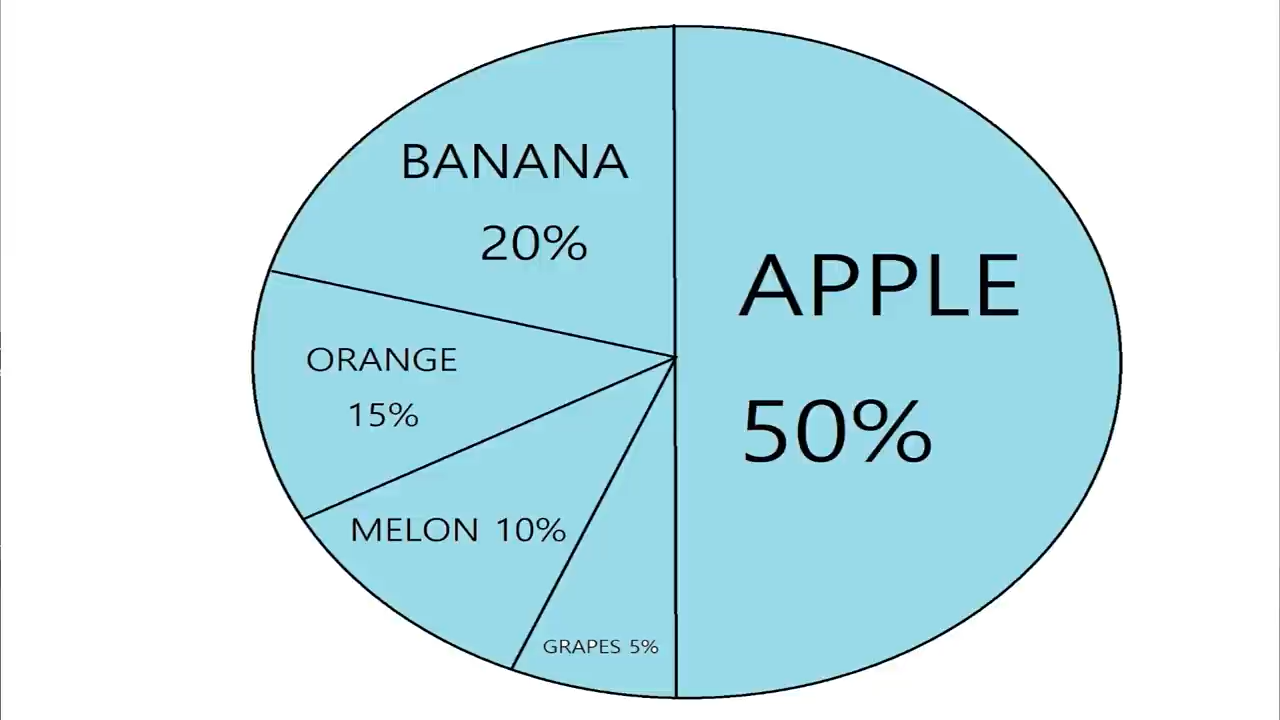 BANANA
20%
APPLE
50%
ORANGE
15%
MELON 10%
GRAPES 5%